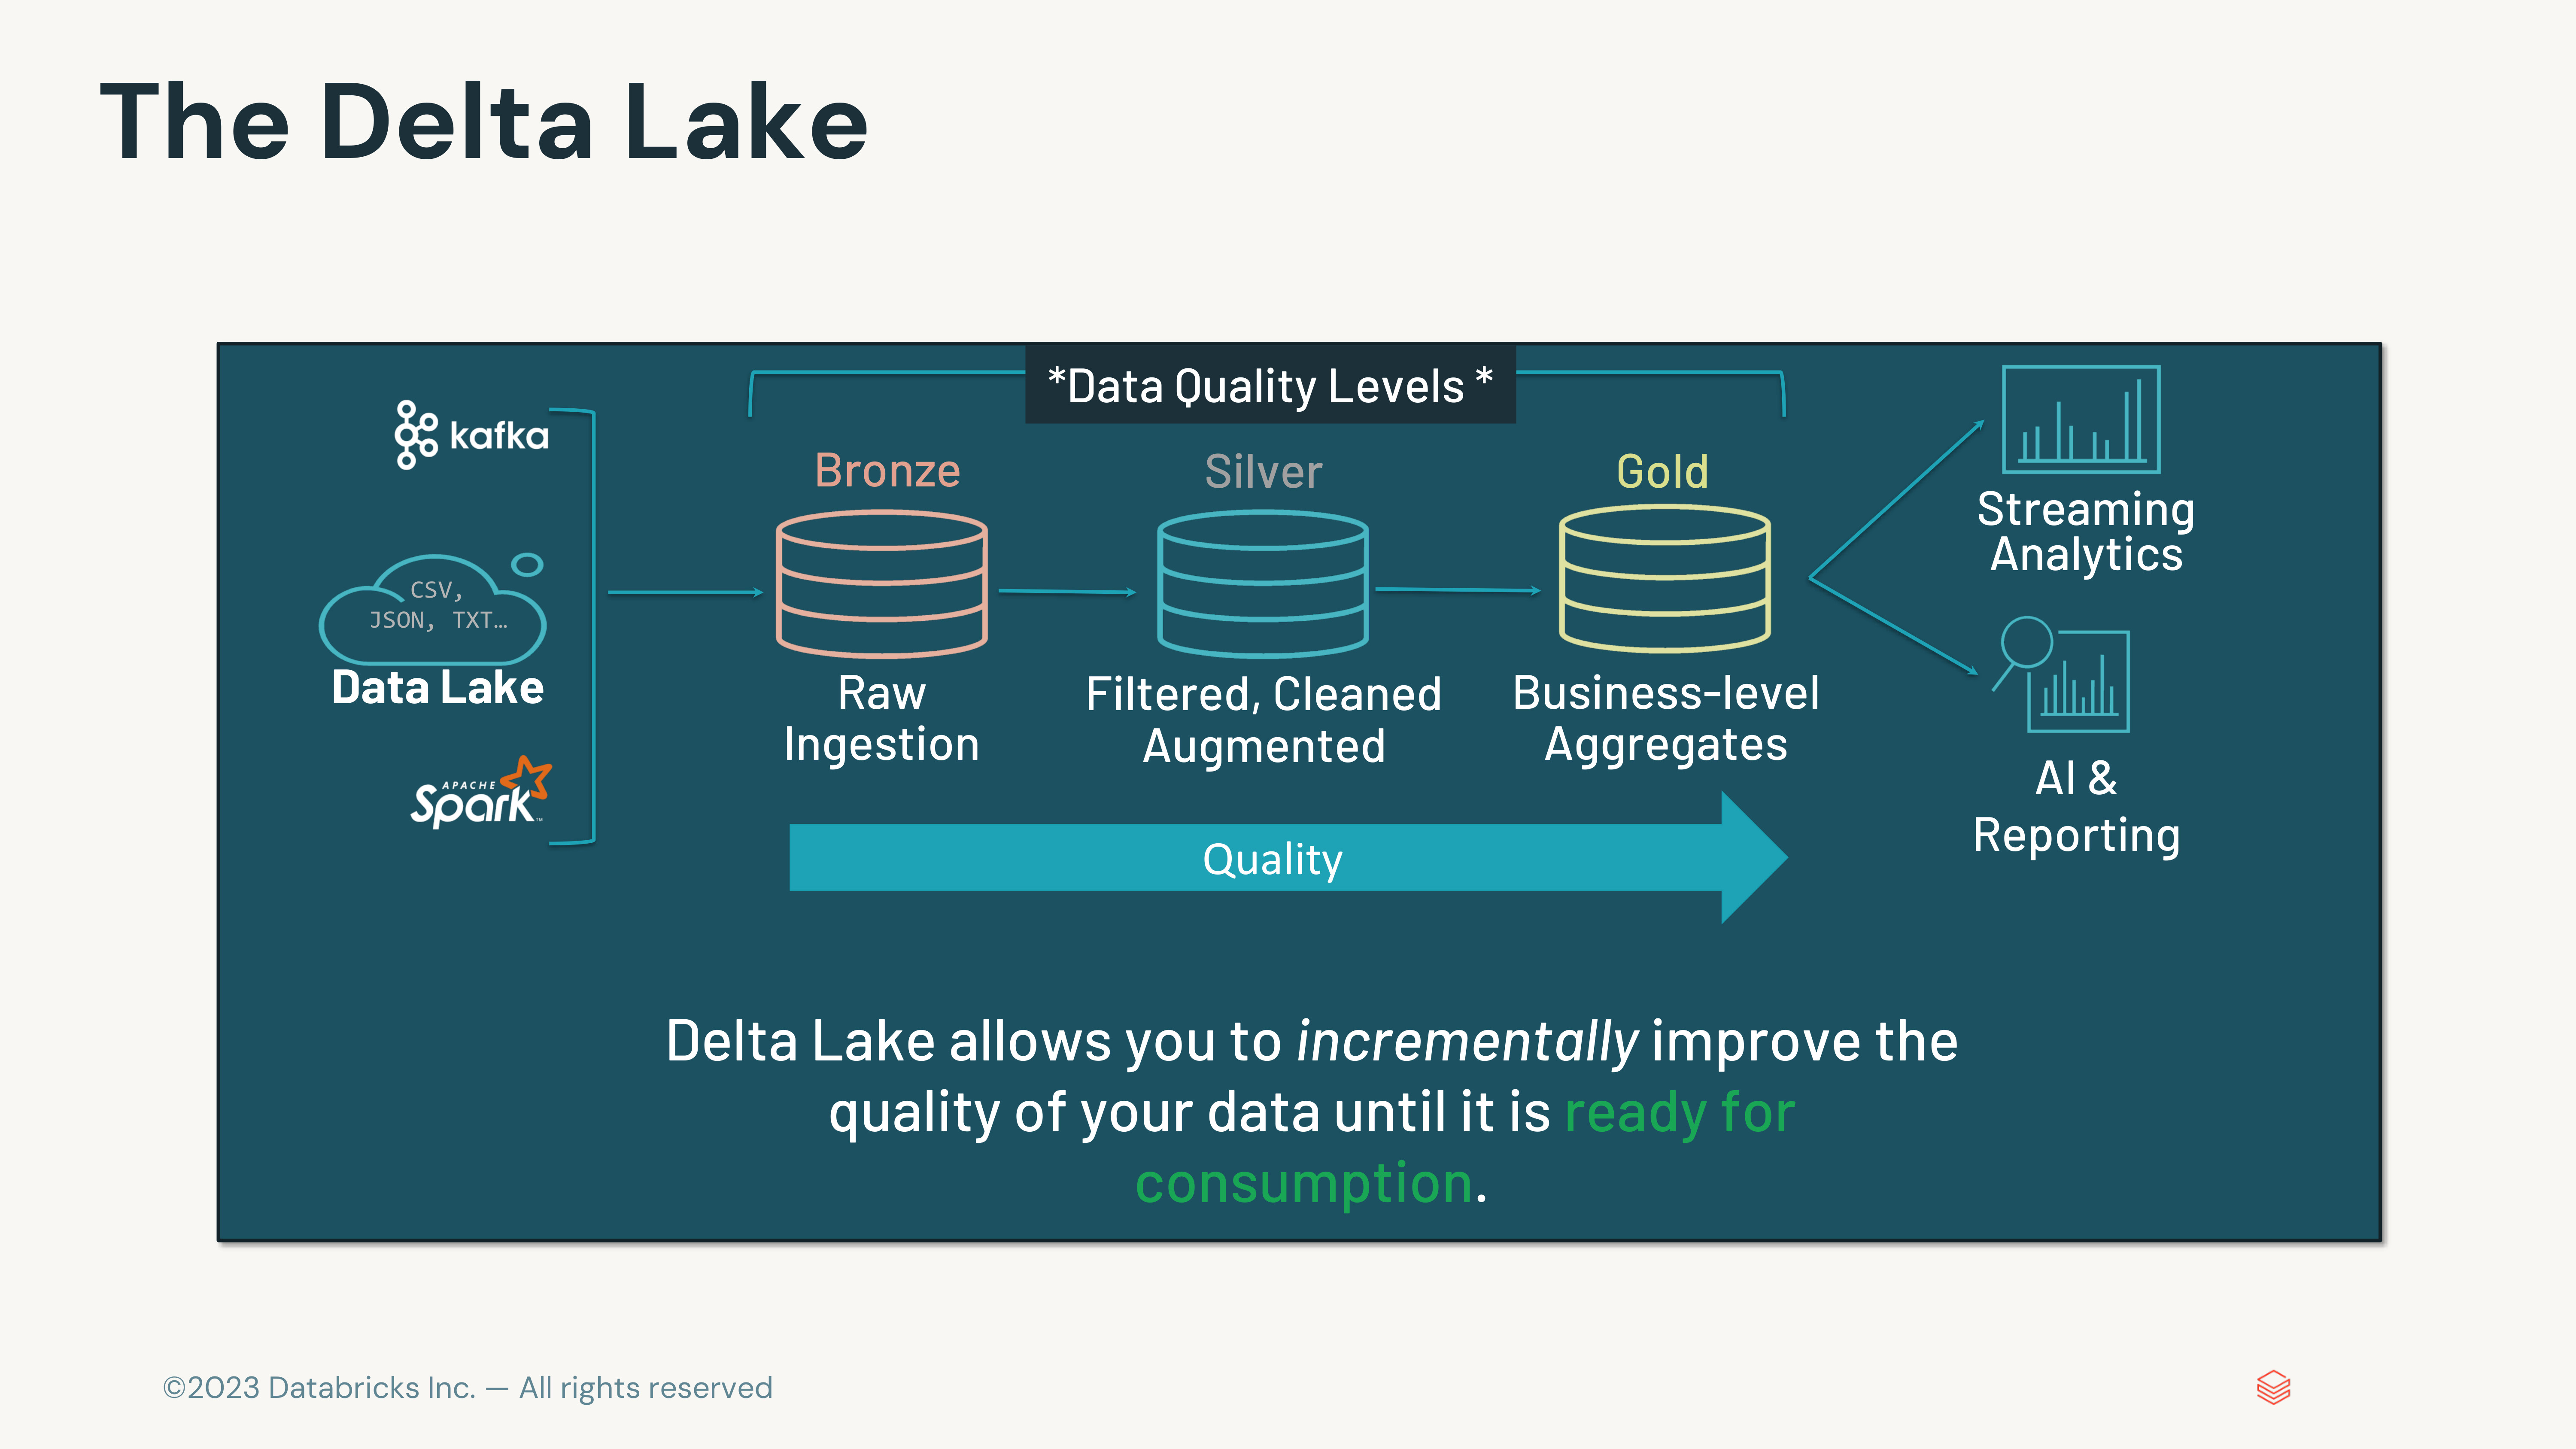 The Delta Lake
*Data Quality Levels *
kafka
CSV,
JSON, TXT…
Data Lake
APACHE
Spark™
Bronze
Raw
Ingestion
Silver
Filtered, Cleaned
Augmented
Gold
Business-level
Aggregates
Streaming
Analytics
AI &
Reporting
Quality
Delta Lake allows you to incrementally improve the
quality of your data until it is ready for
consumption.
©2023 Databricks Inc. — All rights reserved